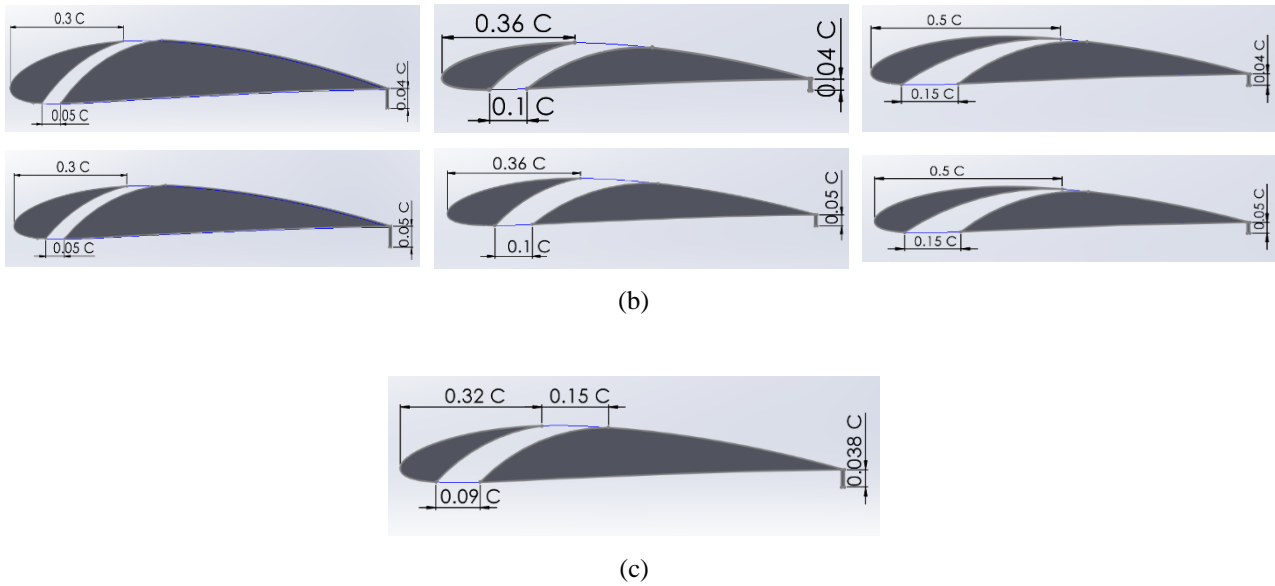 0.3 C
0.05 C
0.04 C
0.36 C
0.1 C
0.04 C
0.5 C
0.15 C
0.04 C
0.3 C
0.05 C
0.05 C
0.36 C
0.1 C
0.05 C
0.5 C
0.15 C
0.05 C
(b)
0.32 C 0.15 C
0.09 C
0.038 C
(c)